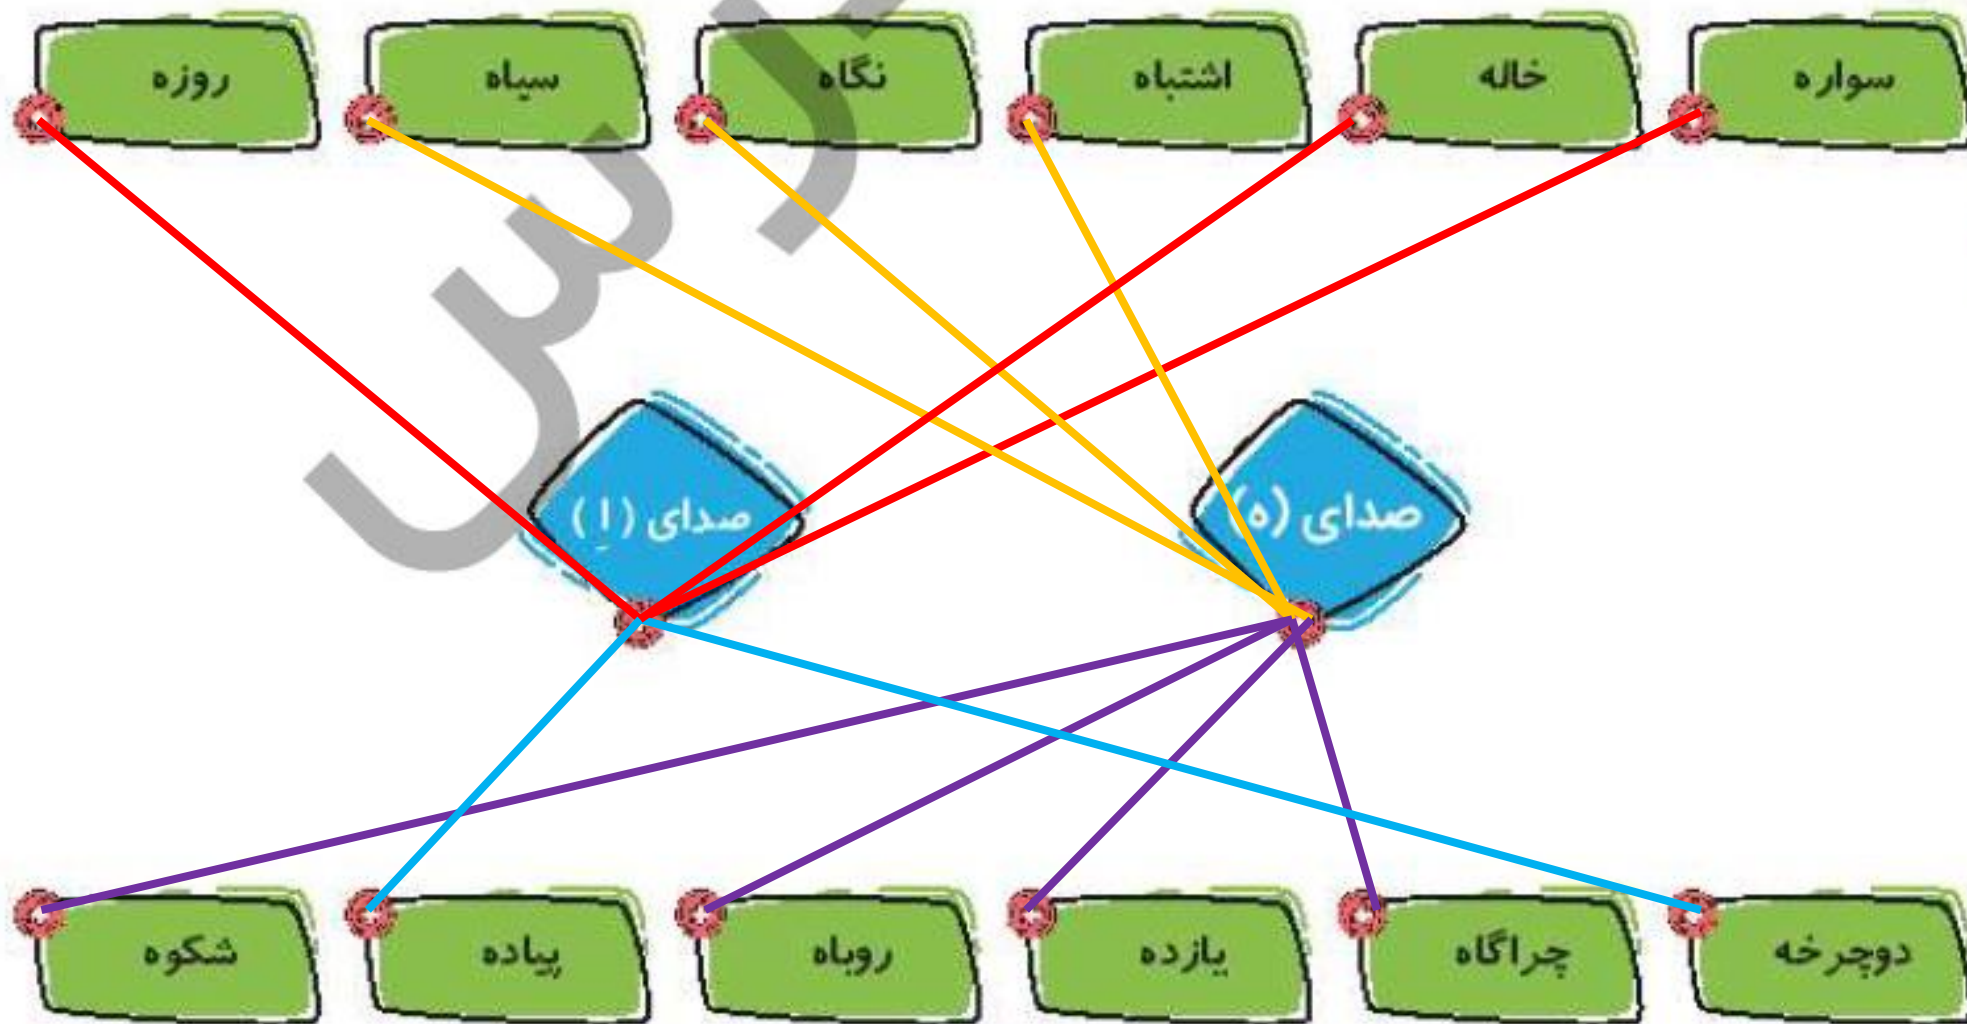 سواره خاله اشتباه نگاه سیاه روزه
صدای (ه) صدای (اِ)
دوچرخه چراگاه یازده روباه پیاده شکوه